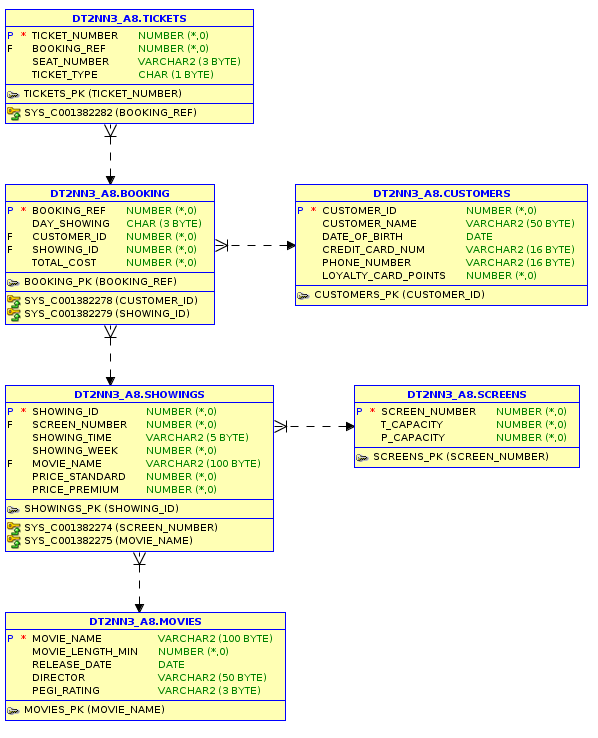 DT2NN3_A8.TICKETS
P * TICKET_NUMBER NUMBER (*,0)
F BOOKING_REF NUMBER (*,0)
SEAT_NUMBER VARCHAR2 (3 BYTE)
TICKET_TYPE CHAR (1 BYTE)
TICKETS_PK (TICKET_NUMBER)
SYS_C001382282 (BOOKING_REF)
DT2NN3_A8.BOOKING
P * BOOKING_REF NUMBER (*,0)
DAY_SHOWING CHAR (3 BYTE)
F CUSTOMER_ID NUMBER (*,0)
F SHOWING_ID NUMBER (*,0)
TOTAL_COST NUMBER (*,0)
BOOKING_PK (BOOKING_REF)
SYS_C001382278 (CUSTOMER_ID)
SYS_C001382279 (SHOWING_ID)
DT2NN3_A8.CUSTOMERS
P * CUSTOMER_ID NUMBER (*,0)
CUSTOMER_NAME VARCHAR2 (50 BYTE)
DATE_OF_BIRTH DATE
CREDIT_CARD_NUM VARCHAR2 (16 BYTE)
PHONE_NUMBER VARCHAR2 (16 BYTE)
LOYALTY_CARD_POINTS NUMBER (*,0)
CUSTOMERS_PK (CUSTOMER_ID)
DT2NN3_A8.SHOWINGS
P * SHOWING_ID NUMBER (*,0)
F SCREEN_NUMBER NUMBER (*,0)
SHOWING_TIME VARCHAR2 (5 BYTE)
SHOWING_WEEK NUMBER (*,0)
F MOVIE_NAME VARCHAR2 (100 BYTE)
PRICE_STANDARD NUMBER (*,0)
PRICE_PREMIUM NUMBER (*,0)
SHOWINGS_PK (SHOWING_ID)
SYS_C001382274 (SCREEN_NUMBER)
SYS_C001382275 (MOVIE_NAME)
DT2NN3_A8.SCREENS
P * SCREEN_NUMBER NUMBER (*,0)
T_CAPACITY NUMBER (*,0)
P_CAPACITY NUMBER (*,0)
SCREENS_PK (SCREEN_NUMBER)
DT2NN3_A8.MOVIES
P * MOVIE_NAME VARCHAR2 (100 BYTE)
MOVIE_LENGTH_MIN NUMBER (*,0)
RELEASE_DATE DATE
DIRECTOR VARCHAR2 (50 BYTE)
PEGI_RATING VARCHAR2 (3 BYTE)
MOVIES_PK (MOVIE_NAME)